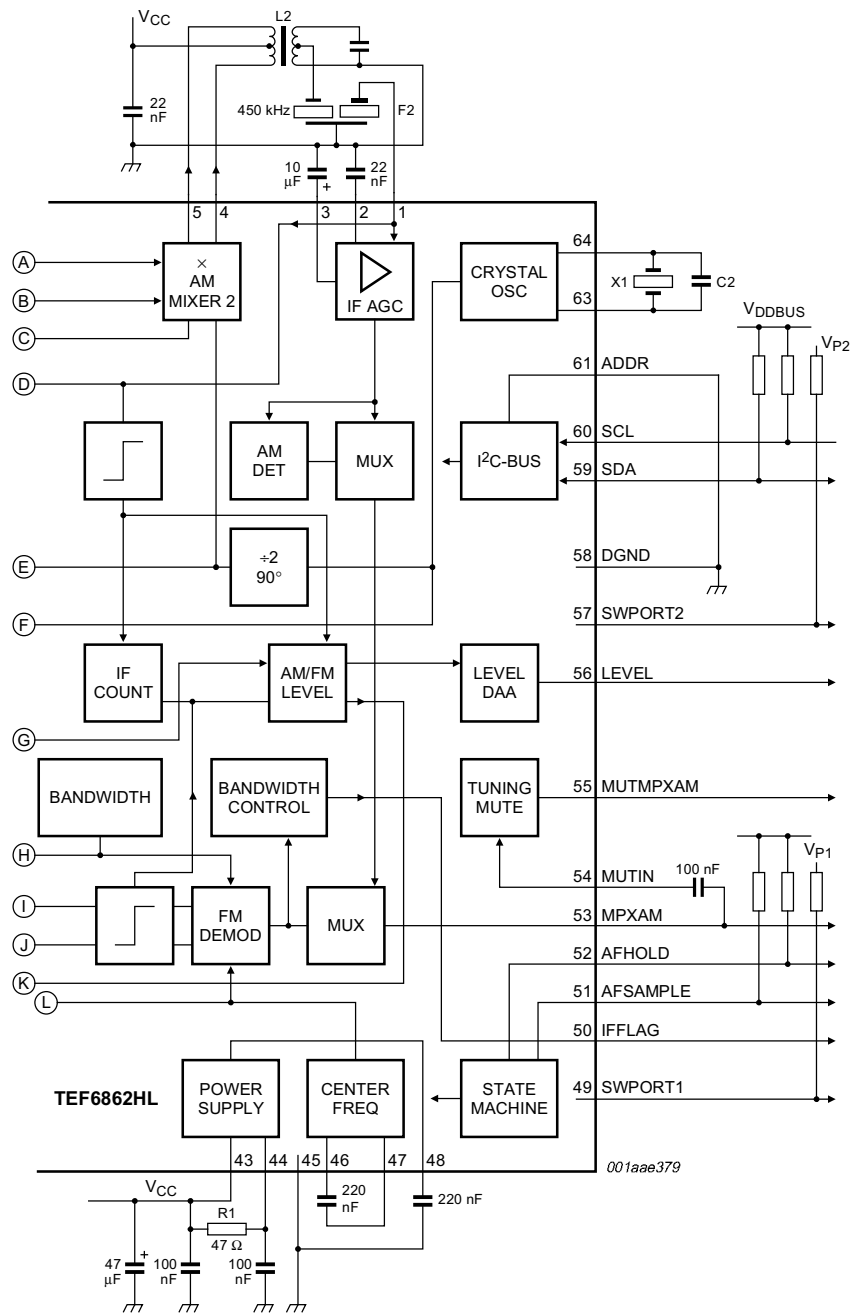 VCC
L2
22
nF
450 kHz
F2
10
μF
+
22
nF
5
4
3
2
1
A
B
C
D
×
AM
MIXER 2
IF AGC
CRYSTAL
OSC
64
63
X1
C2
VDDBUS
VP2
61 ADDR
60 SCL
59 SDA
I2C-BUS
AM
DET
MUX
58 DGND
57 SWPORT2
E
F
÷2
90°
IF
COUNT
AM/FM
LEVEL
LEVEL
DAA
56 LEVEL
G
BANDWIDTH
BANDWIDTH
CONTROL
TUNING
MUTE
55 MUTMPXAM
H
I
J
K
L
FM
DEMOD
MUX
54 MUTIN
100 nF
VP1
53 MPXAM
52 AFHOLD
51 AFSAMPLE
50 IFFLAG
49 SWPORT1
TEF6862HL
POWER
SUPPLY
CENTER
FREQ
STATE
MACHINE
43
44
45
46
47
48
001aae379
VCC
R1
47 Ω
220
nF
220 nF
47
μF
+
100
nF
100
nF